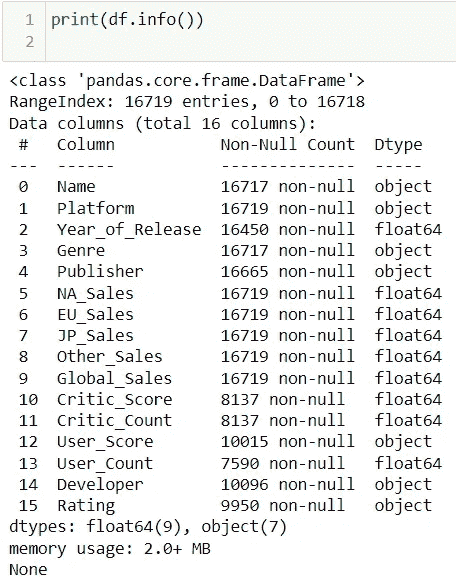 1 print(df.info())
2
<class 'pandas.core.frame.DataFrame'>
RangeIndex: 16719 entries, 0 to 16718
Data columns (total 16 columns):
 #   Column           Non-Null Count  Dtype
---  ------           --------------  -----
 0   Name             16717 non-null  object
 1   Platform         16719 non-null  object
 2   Year_of_Release  16450 non-null  float64
 3   Genre            16717 non-null  object
 4   Publisher        16665 non-null  object
 5   NA_Sales         16719 non-null  float64
 6   EU_Sales         16719 non-null  float64
 7   JP_Sales         16719 non-null  float64
 8   Other_Sales      16719 non-null  float64
 9   Global_Sales     16719 non-null  float64
 10  Critic_Score     8137 non-null   float64
 11  Critic_Count     8137 non-null   float64
 12  User_Score       10015 non-null  object
 13  User_Count       7590 non-null   float64
 14  Developer        10096 non-null  object
 15  Rating           9950 non-null   object
dtypes: float64(9), object(7)
memory usage: 2.0+ MB
None